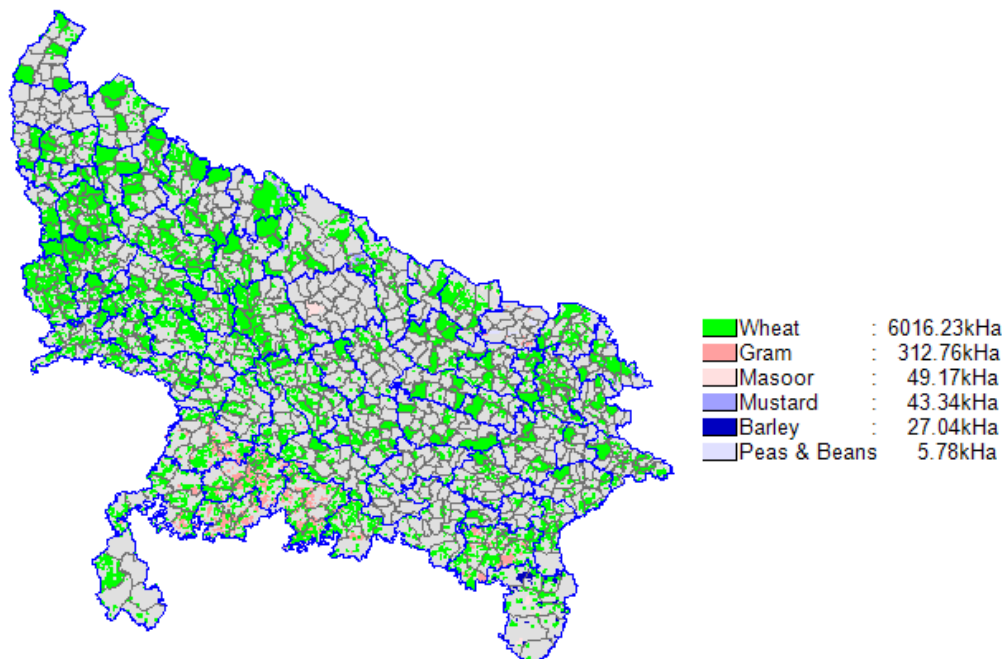 Wheat : 6016.23kHa
Gram : 312.76kHa
Masoor : 49.17kHa
Mustard : 43.34kHa
Barley : 27.04kHa
Peas & Beans 5.78kHa